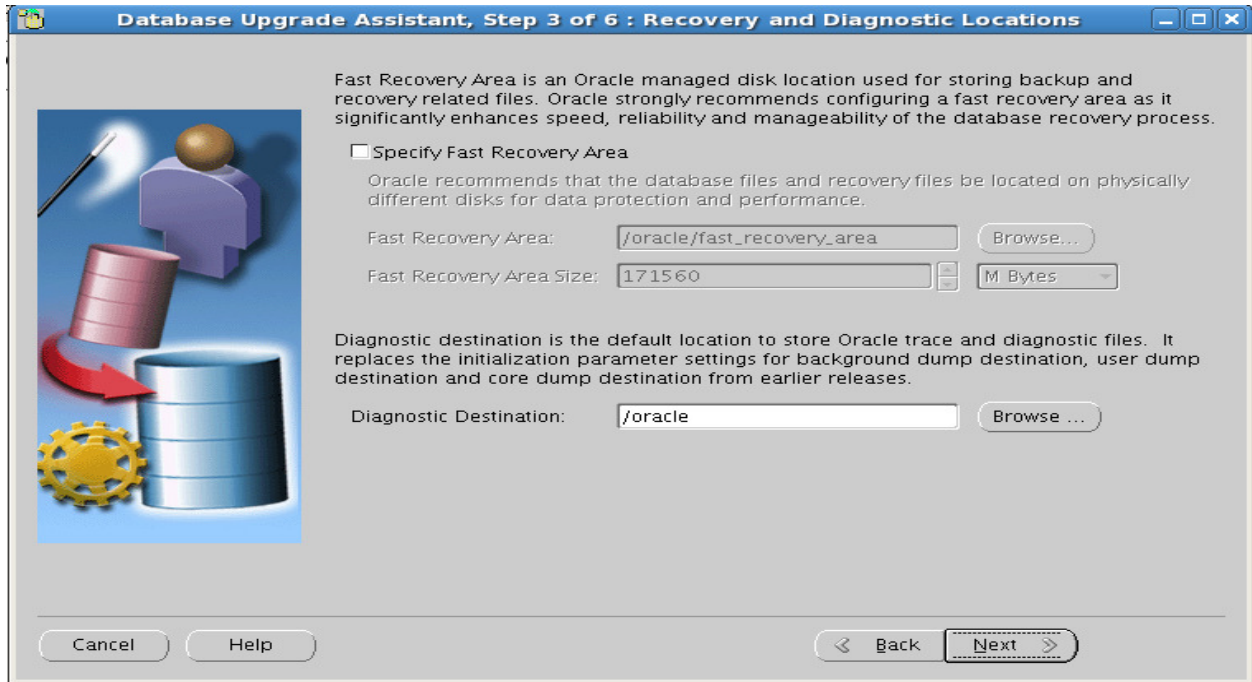 Database Upgrade Assistant, Step 3 of 6 : Recovery and Diagnostic Locations
Fast Recovery Area is an Oracle managed disk location used for storing backup and
recovery related files. Oracle strongly recommends configuring a fast recovery area as it
significantly enhances speed, reliability and manageability of the database recovery process.
Specify Fast Recovery Area
Oracle recommends that the database files and recovery files be located on physically
different disks for data protection and performance.
Fast Recovery Area: /oracle/fast_recovery_area Browse...
Fast Recovery Area Size: 171560 M Bytes
Diagnostic destination is the default location to store Oracle trace and diagnostic files. It
replaces the initialization parameter settings for background dump destination, user dump
destination and core dump destination from earlier releases.
Diagnostic Destination: /oracle Browse ...
Cancel Help Back Next